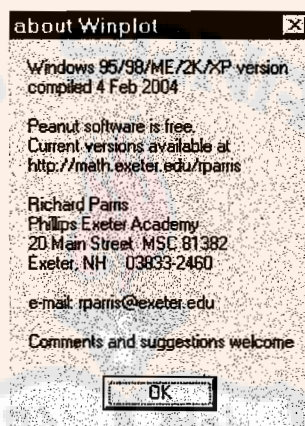 about Winplot
Windows 95/98/ME/2K/XP version
compiled 4 Feb 2004
Peanut software is free.
Current versions available at
http://math.exeter.edu/rparris
Richard Parris
Phillips Exeter Academy
20 Main Street MSC 81382
Exeter, NH 03833-2460
e-mail: rparris@exeter.edu
Comments and suggestions welcome
OK